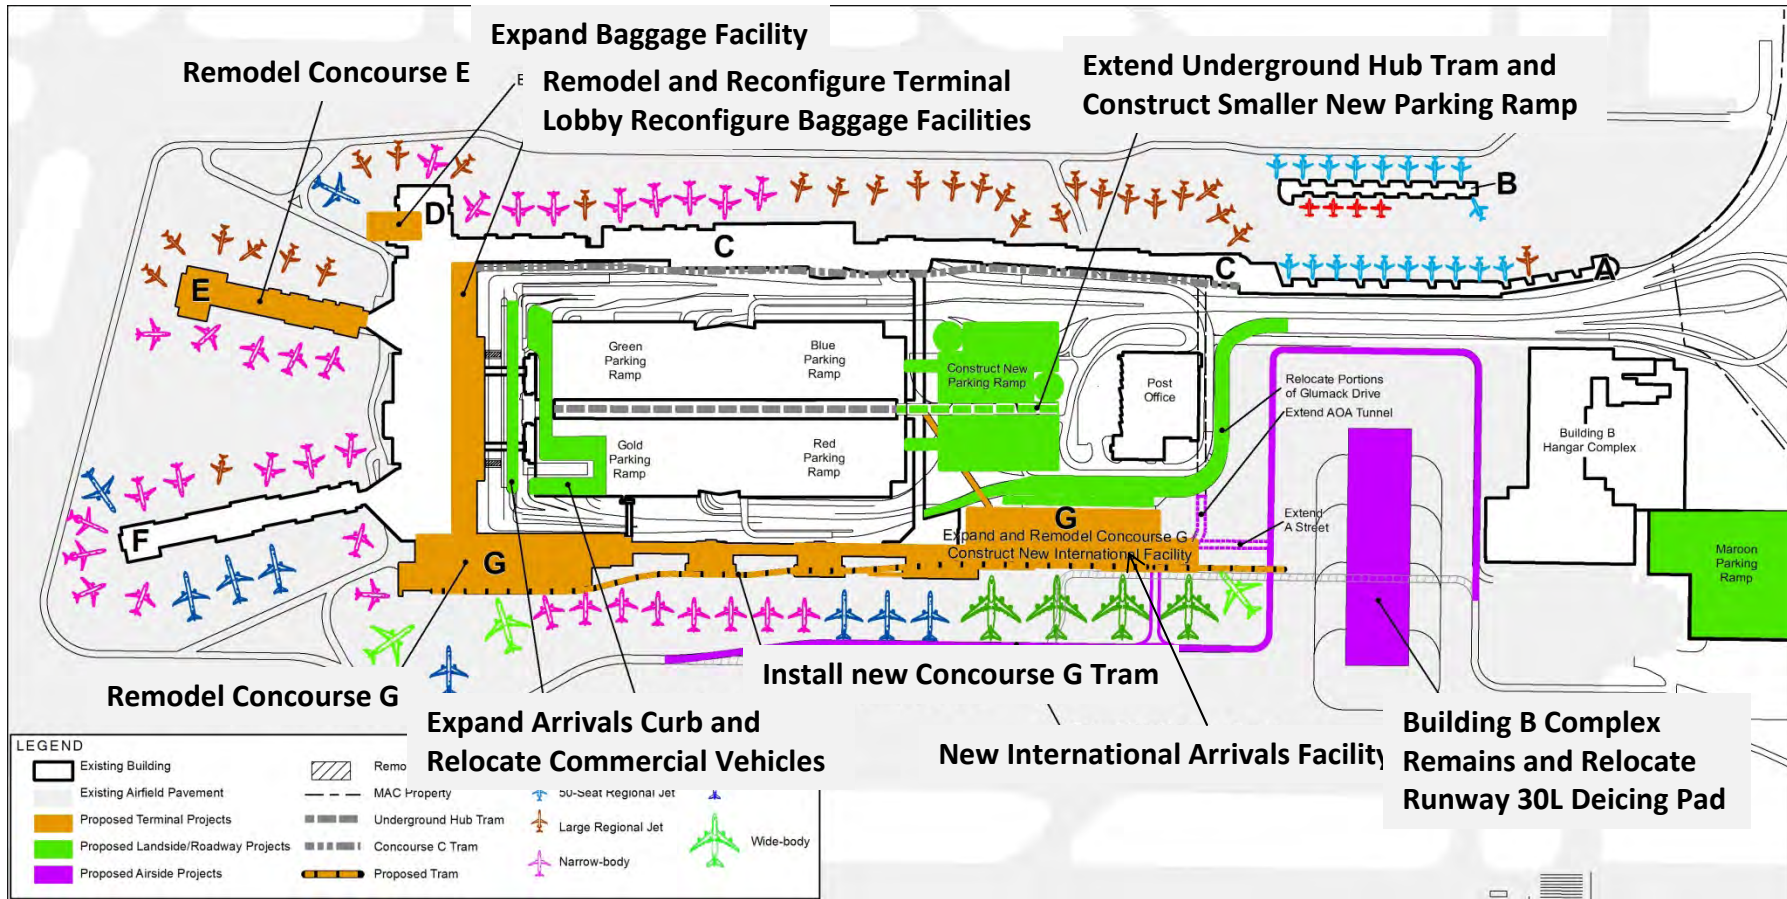 Expand Baggage Facility
Remodel Concourse E
Remodel and Reconfigure Terminal
Lobby Reconfigure Baggage Facilities
Extend Underground Hub Tram and
Construct Smaller New Parking Ramp
B
D
C
C
A
E
Green
Parking
Ramp
Blue
Parking
Ramp
Construct New
Parking Ramp
Post
Office
Relocate Portions
of Glumack Drive
Extend AOA Tunnel
Gold
Parking
Ramp
Red
Parking
Ramp
Building B
Hangar Complex
F
G
G
Expand and Remodel Concourse G /
Construct New International Facility
Extend
A Street
Maroon
Parking
Ramp
Remodel Concourse G
Install new Concourse G Tram
Expand Arrivals Curb and
Relocate Commercial Vehicles
New International Arrivals Facility
Building B Complex
Remains and Relocate
Runway 30L Deicing Pad
LEGEND
Existing Building
Existing Airfield Pavement
Proposed Terminal Projects
Proposed Landside/Roadway Projects
Proposed Airside Projects
MAC Property
Underground Hub Tram
Concourse C Tram
Proposed Tram
50-Seat Regional Jet
Large Regional Jet
Narrow-body
Wide-body